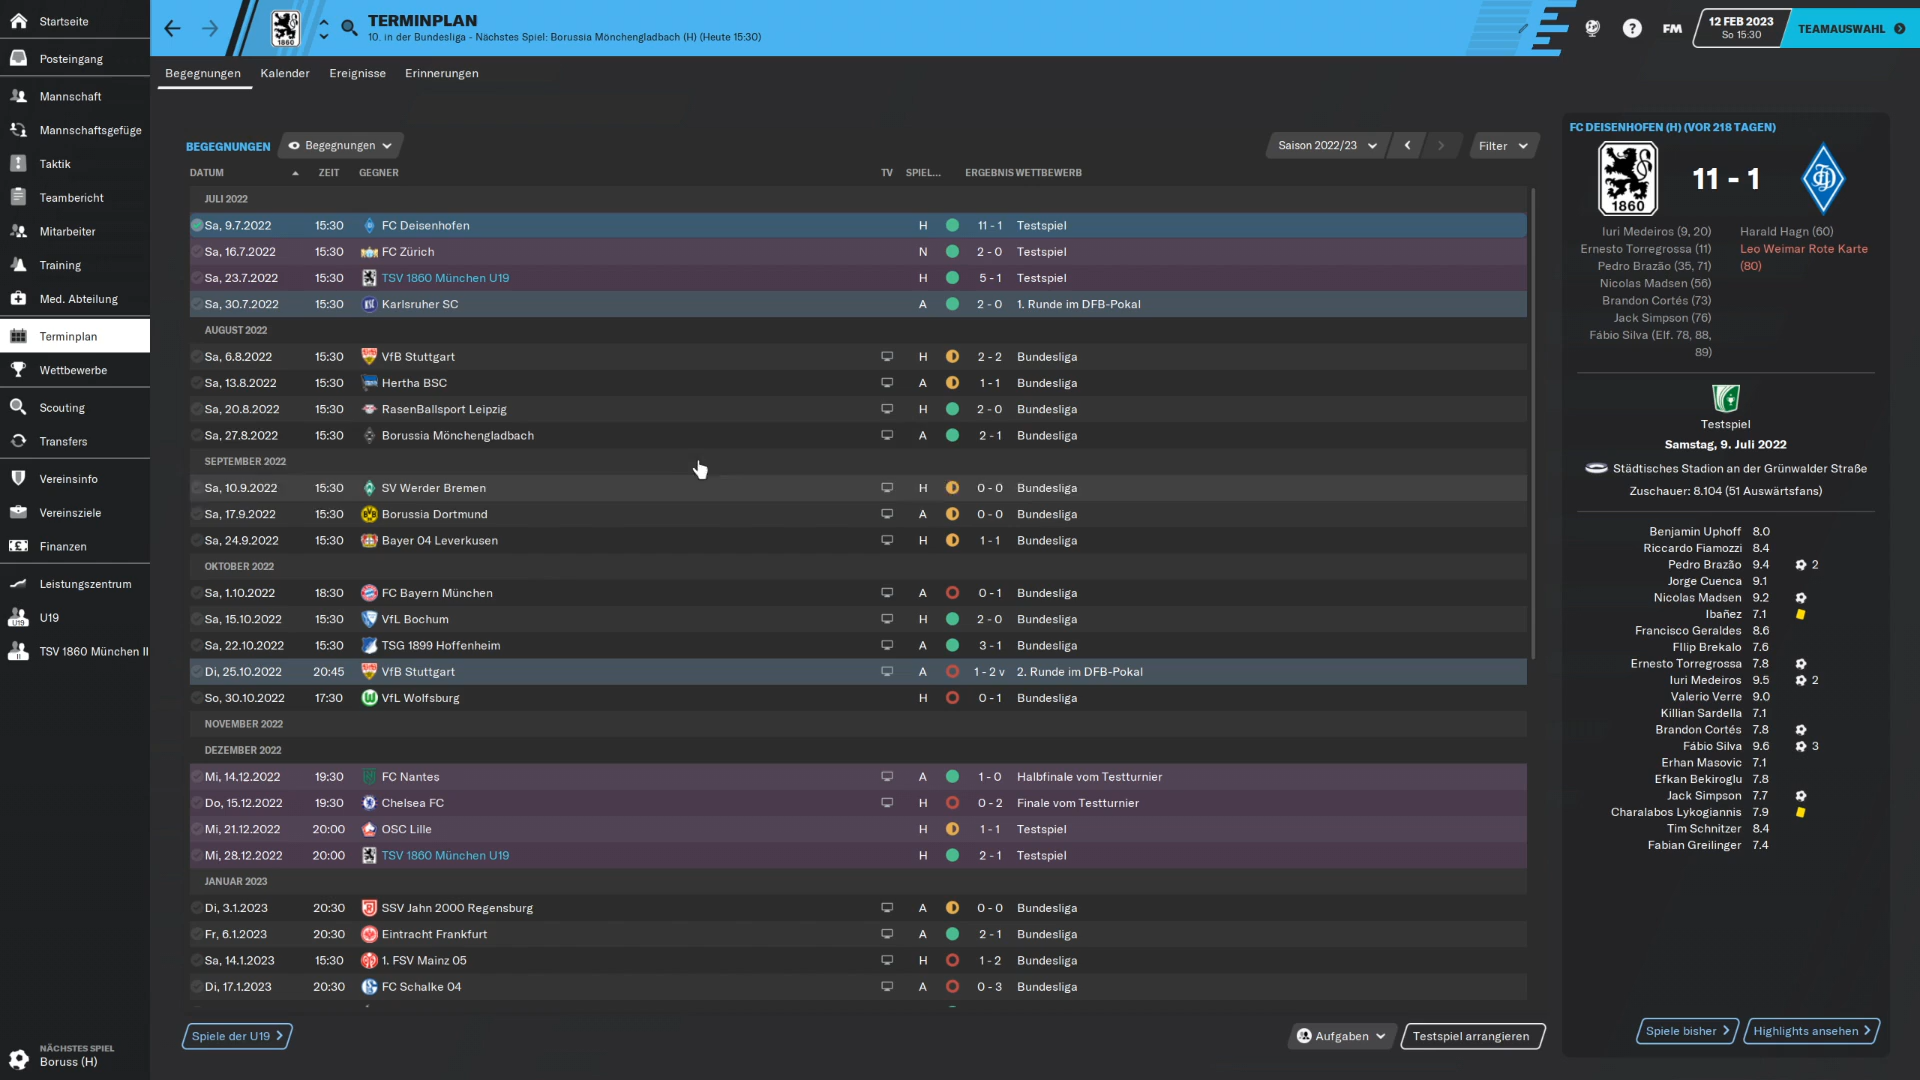 Startseite
Posteingang
Mannschaft
Mannschaftsgefüge
Taktik
Teambericht
Mitarbeiter
Training
Med. Abteilung
Terminplan
Wettbewerbe
Scouting
Transfers
Vereinsinfo
Vereinsziele
Finanzen
Leistungszentrum
U19
TSV 1860 München II
NÄCHSTES SPIEL
Boruss (H)
TERMINPLAN
10. in der Bundesliga - Nächstes Spiel: Borussia Mönchengladbach (H) (Heute 15:30)
FM
12 FEB 2023
So 15:30
TEAMAUSWAHL
Begegnungen Kalender Ereignisse Erinnerungen
BEGEGNUNGEN Begegnungen Saison 2022/23 Filter
DATUM ZEIT GEGNER TV SPIEL... ERGEBNIS WETTBEWERB
JULI 2022
Sa, 9.7.2022 15:30 FC Deisenhofen H 11 - 1 Testspiel
Sa, 16.7.2022 15:30 FC Zürich N 2 - 0 Testspiel
Sa, 23.7.2022 15:30 TSV 1860 München U19 H 5 - 1 Testspiel
Sa, 30.7.2022 15:30 Karlsruher SC A 2 - 0 1. Runde im DFB-Pokal
AUGUST 2022
Sa, 6.8.2022 15:30 VfB Stuttgart H 2 - 2 Bundesliga
Sa, 13.8.2022 15:30 Hertha BSC A 1 - 1 Bundesliga
Sa, 20.8.2022 15:30 RasenBallsport Leipzig H 2 - 0 Bundesliga
Sa, 27.8.2022 15:30 Borussia Mönchengladbach A 2 - 1 Bundesliga
SEPTEMBER 2022
Sa, 10.9.2022 15:30 SV Werder Bremen H 0 - 0 Bundesliga
Sa, 17.9.2022 15:30 Borussia Dortmund A 0 - 0 Bundesliga
Sa, 24.9.2022 15:30 Bayer 04 Leverkusen H 1 - 1 Bundesliga
OKTOBER 2022
Sa, 1.10.2022 18:30 FC Bayern München A 0 - 1 Bundesliga
Sa, 15.10.2022 15:30 VfL Bochum H 2 - 0 Bundesliga
Sa, 22.10.2022 15:30 TSG 1899 Hoffenheim A 3 - 1 Bundesliga
Di, 25.10.2022 20:45 VfB Stuttgart A 1 - 2 v 2. Runde im DFB-Pokal
So, 30.10.2022 17:30 VfL Wolfsburg H 0 - 1 Bundesliga
NOVEMBER 2022
DEZEMBER 2022
Mi, 14.12.2022 19:30 FC Nantes A 1 - 0 Halbfinale vom Testturnier
Do, 15.12.2022 19:30 Chelsea FC H 0 - 2 Finale vom Testturnier
Mi, 21.12.2022 20:00 OSC Lille H 1 - 1 Testspiel
Mi, 28.12.2022 20:00 TSV 1860 München U19 H 2 - 1 Testspiel
JANUAR 2023
Di, 3.1.2023 20:30 SSV Jahn 2000 Regensburg A 0 - 0 Bundesliga
Fr, 6.1.2023 20:30 Eintracht Frankfurt A 2 - 1 Bundesliga
Sa, 14.1.2023 15:30 1. FSV Mainz 05 H 1 - 2 Bundesliga
Di, 17.1.2023 20:30 FC Schalke 04 A 0 - 3 Bundesliga
Spiele der U19 Aufgaben Testspiel arrangieren
FC DEISENHOFEN (H) (VOR 218 TAGEN)
1860 11 - 1
Iuri Medeiros (9, 20) Harald Hagn (60)
Ernesto Torregrossa (11) Leo Weimar Rote Karte
Pedro Brazão (35, 71) (80)
Nicolas Madsen (56)
Brandon Cortés (73)
Jack Simpson (76)
Fábio Silva (Elf. 78, 88,
89)
Testspiel
Samstag, 9. Juli 2022
Städtisches Stadion an der Grünwalder Straße
Zuschauer: 8.104 (51 Auswärtsfans)
Benjamin Uphoff 8.0
Riccardo Fiamozzi 8.4
Pedro Brazão 9.4 2
Jorge Cuenca 9.1
Nicolas Madsen 9.2
Ibañez 7.1
Francisco Geraldes 8.6
FIlip Brekalo 7.6
Ernesto Torregrossa 7.8
Iuri Medeiros 9.5 2
Valerio Verre 9.0
Killian Sardella 7.1
Brandon Cortés 7.8
Fábio Silva 9.6 3
Erhan Masovic 7.1
Efkan Bekiroglu 7.8
Jack Simpson 7.7
Charalabos Lykogiannis 7.9
Tim Schnitzer 8.4
Fabian Greilinger 7.4
Spiele bisher Highlights ansehen